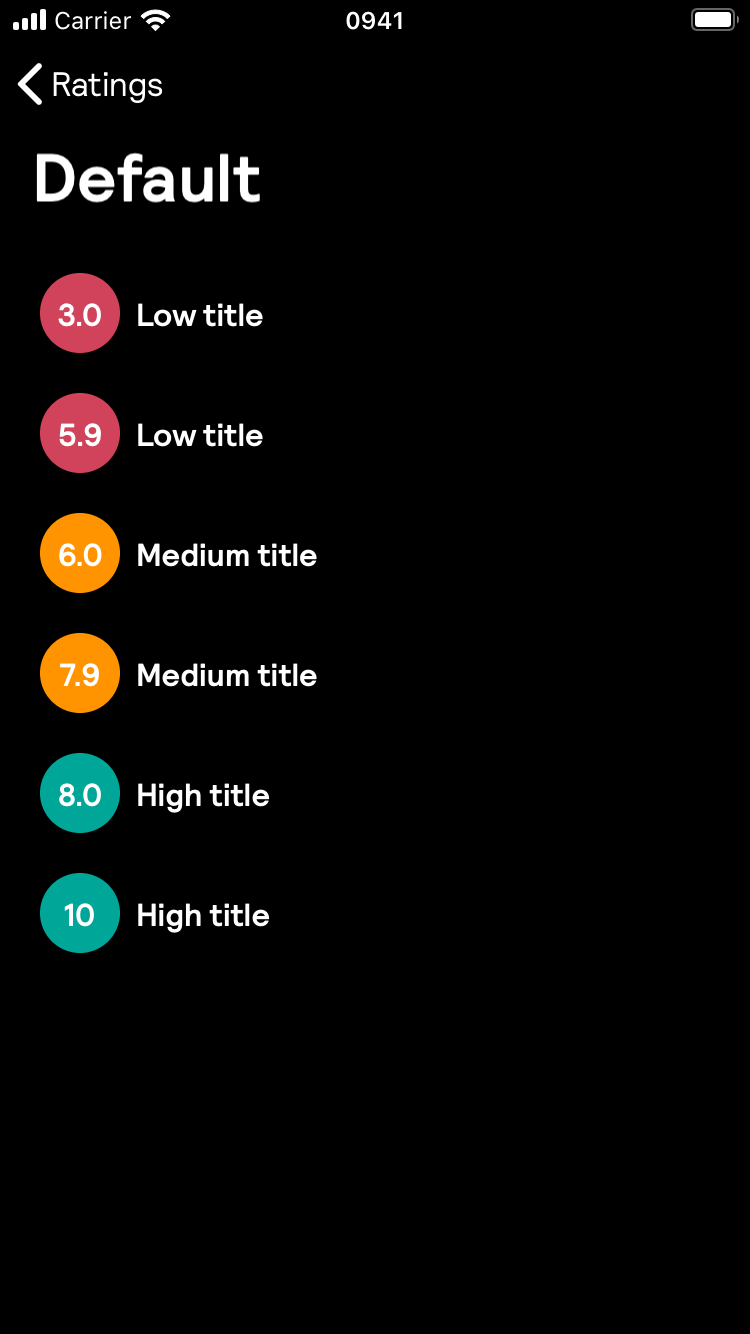 Carrier 0941
Ratings
Default
3.0 Low title
5.9 Low title
6.0 Medium title
7.9 Medium title
8.0 High title
10 High title